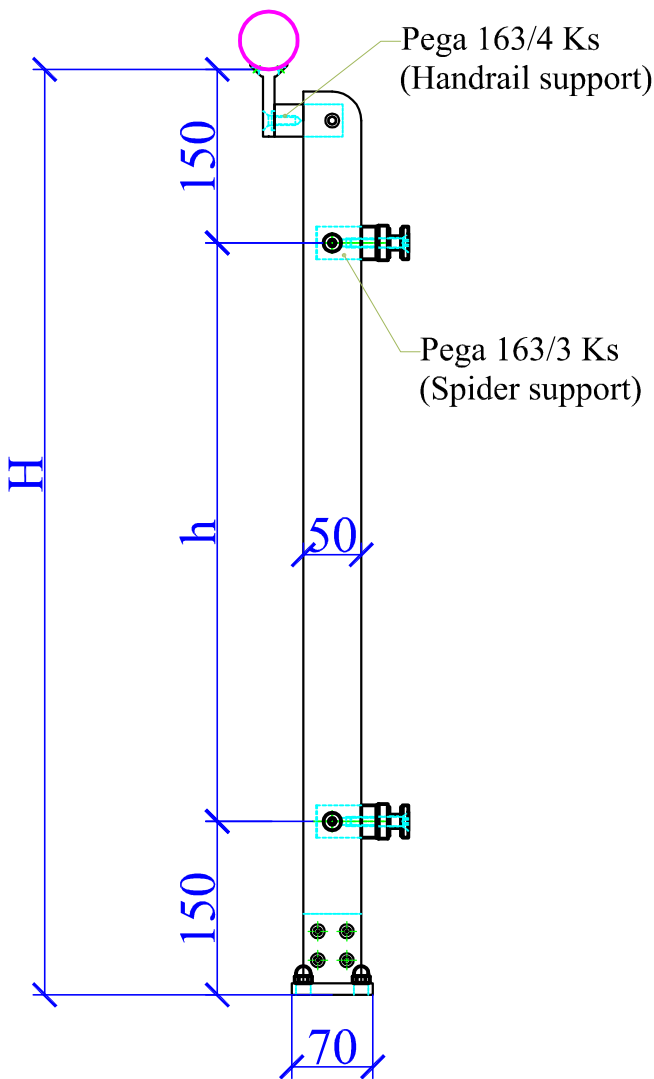 Pega 163/4 Ks
(Handrail support)
150
Pega 163/3 Ks
(Spider support)
H
h
50
150
70